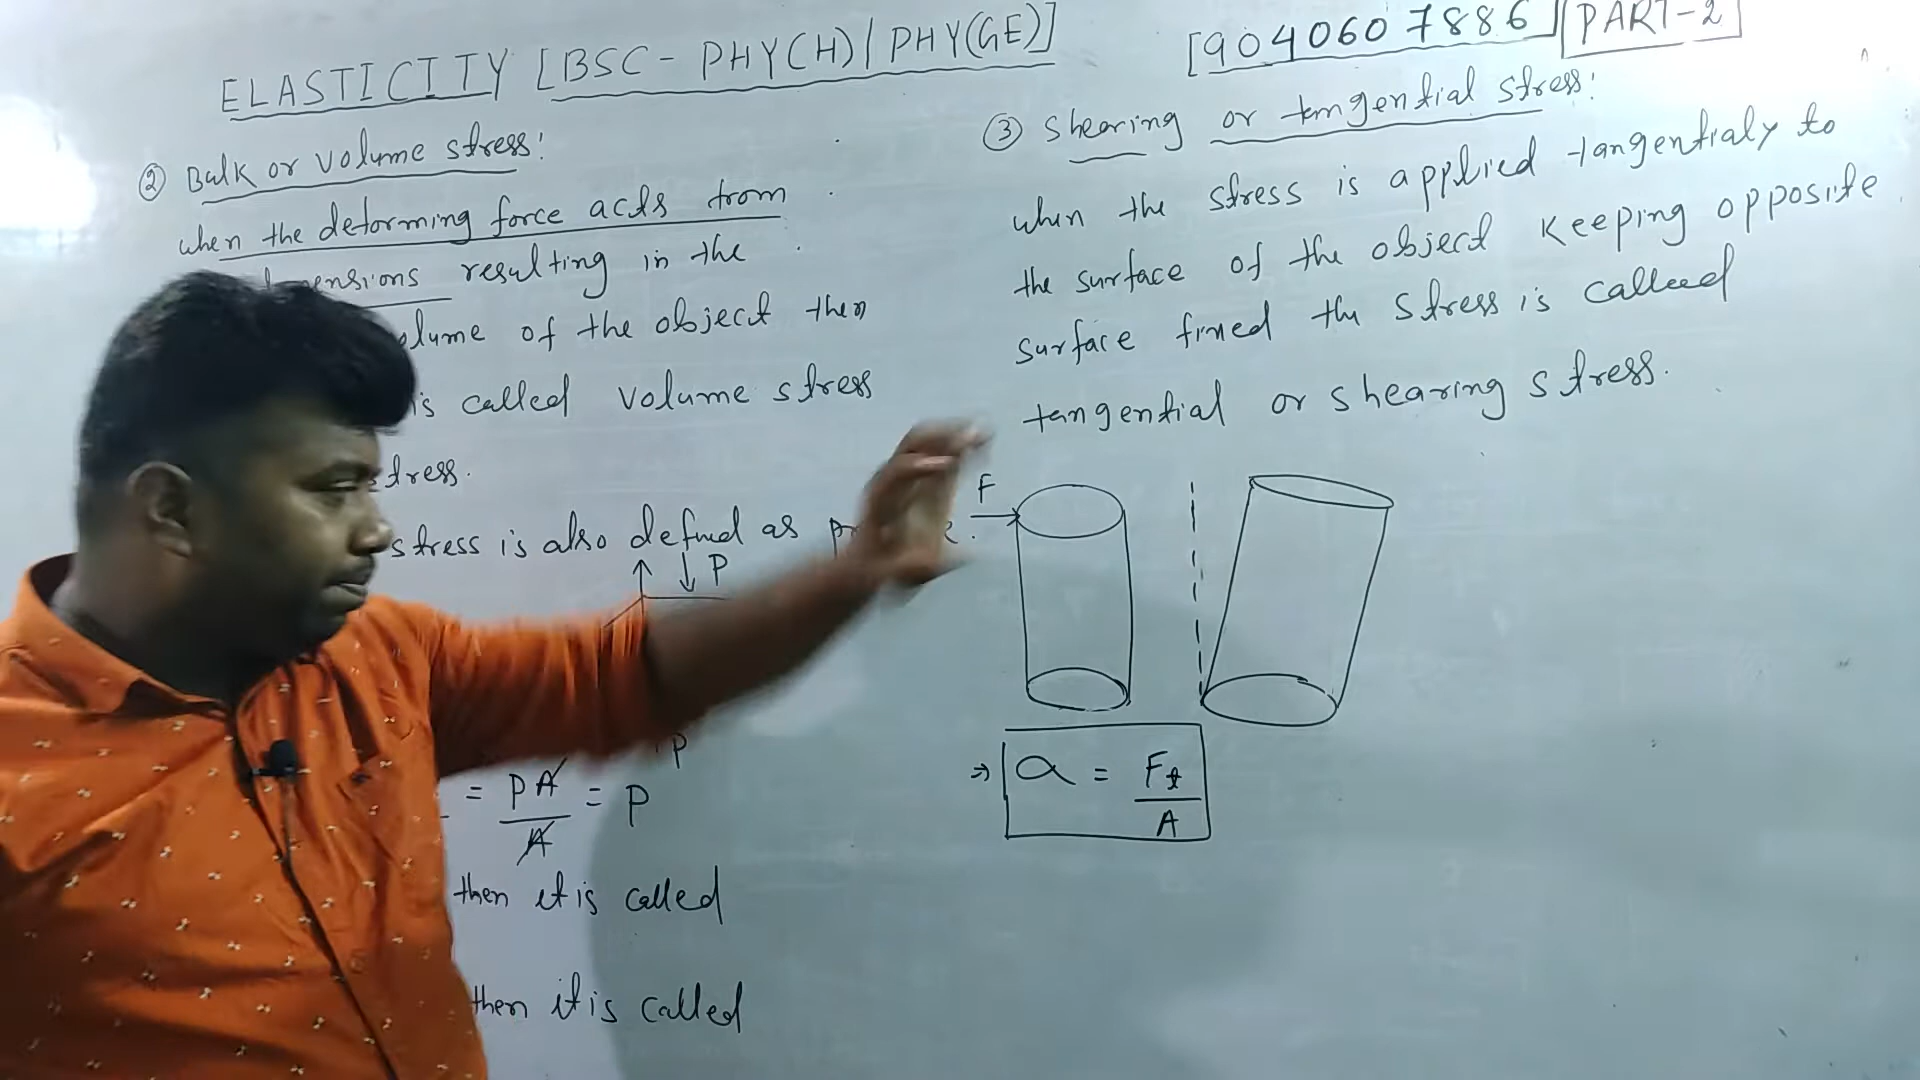 ELASTICITY [BSC - PHY(H) / PHY(GE)]
[9040607886] PART-2
② Bulk or volume stress:
when the deforming force acts from
resulting in the
of the object then
is called volume stress
stress is also defined as
P
P
= PA/A = P
then it is called
then it is called
③ Shearing or tangential stress:
when the stress is applied tangentialy to
the surface of the object keeping opposite
surface fixed the stress is called
tangential or shearing stress.
F
→ α = Ft/A